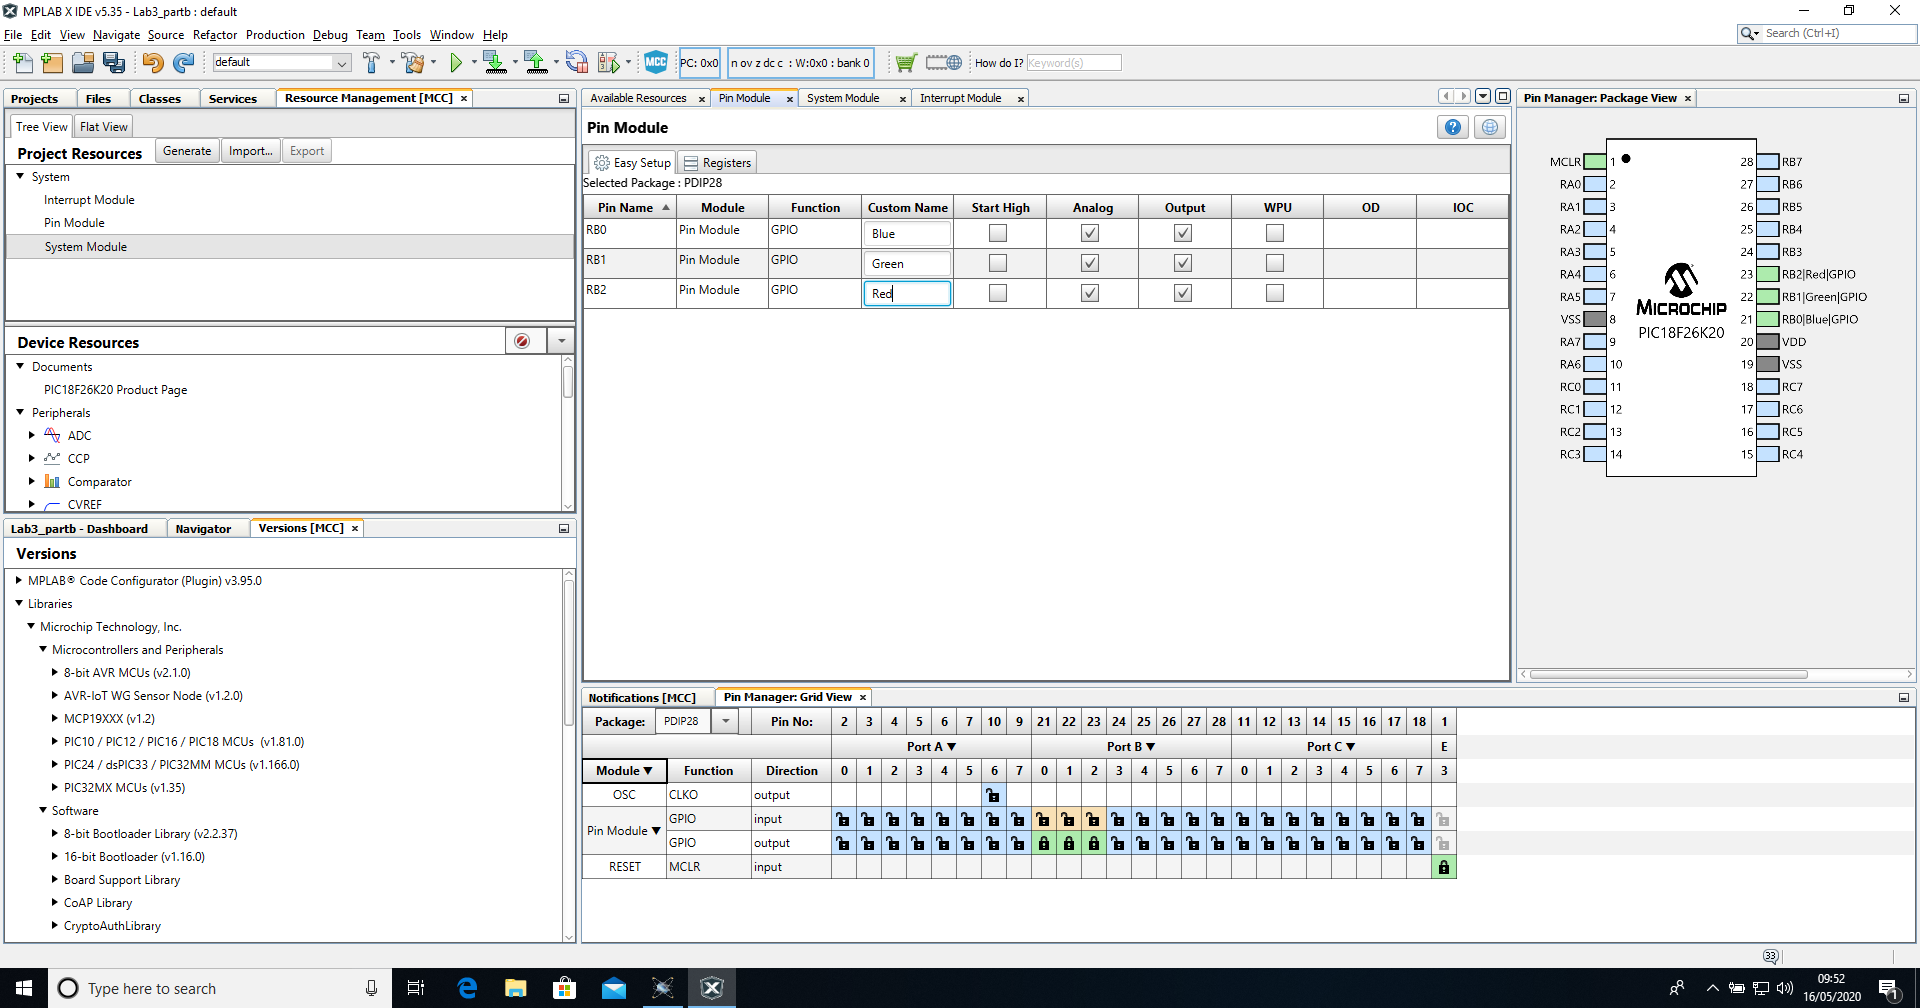 MPLAB X IDE v5.35 - Lab3_partb : default
File Edit View Navigate Source Refactor Production Debug Team Tools Window Help
Search (Ctrl+I)
default
MCC
PC: 0x0
n ov z dc c : W:0x0 : bank 0
How do I?
Keyword(s)
Projects Files Classes Services Resource Management [MCC] ×
Tree View Flat View
Project Resources Generate Import... Export
System
Interrupt Module
Pin Module
System Module
Device Resources
Documents
PIC18F26K20 Product Page
Peripherals
ADC
CCP
Comparator
CVREF
Lab3_partb - Dashboard Navigator Versions [MCC] ×
Versions
MPLAB® Code Configurator (Plugin) v3.95.0
Libraries
Microchip Technology, Inc.
Microcontrollers and Peripherals
8-bit AVR MCUs (v2.1.0)
AVR-IoT WG Sensor Node (v1.2.0)
MCP19XXX (v1.2)
PIC10 / PIC12 / PIC16 / PIC18 MCUs (v1.81.0)
PIC24 / dsPIC33 / PIC32MM MCUs (v1.166.0)
PIC32MX MCUs (v1.35)
Software
8-bit Bootloader Library (v2.2.37)
16-bit Bootloader (v1.16.0)
Board Support Library
CoAP Library
CryptoAuthLibrary
Available Resources × Pin Module × System Module × Interrupt Module ×
Pin Module
Easy Setup Registers
Selected Package : PDIP28
Pin Name Module Function Custom Name Start High Analog Output WPU OD IOC
RB0 Pin Module GPIO Blue
RB1 Pin Module GPIO Green
RB2 Pin Module GPIO Red
Pin Manager: Package View ×
MCLR 1 28 RB7
RA0 2 27 RB6
RA1 3 26 RB5
RA2 4 25 RB4
RA3 5 24 RB3
RA4 6 23 RB2|Red|GPIO
RA5 7 22 RB1|Green|GPIO
VSS 8 21 RB0|Blue|GPIO
RA7 9 20 VDD
RA6 10 19 VSS
RC0 11 18 RC7
RC1 12 17 RC6
RC2 13 16 RC5
RC3 14 15 RC4
MICROCHIP
PIC18F26K20
Notifications [MCC] Pin Manager: Grid View ×
Package: PDIP28 Pin No: 2 3 4 5 6 7 10 9 21 22 23 24 25 26 27 28 11 12 13 14 15 16 17 18 1
Port A ▼ Port B ▼ Port C ▼ E
Module ▼ Function Direction 0 1 2 3 4 5 6 7 0 1 2 3 4 5 6 7 0 1 2 3 4 5 6 7 3
OSC CLKO output
Pin Module ▼ GPIO input
GPIO output
RESET MCLR input
33
Type here to search
09:52
16/05/2020
1